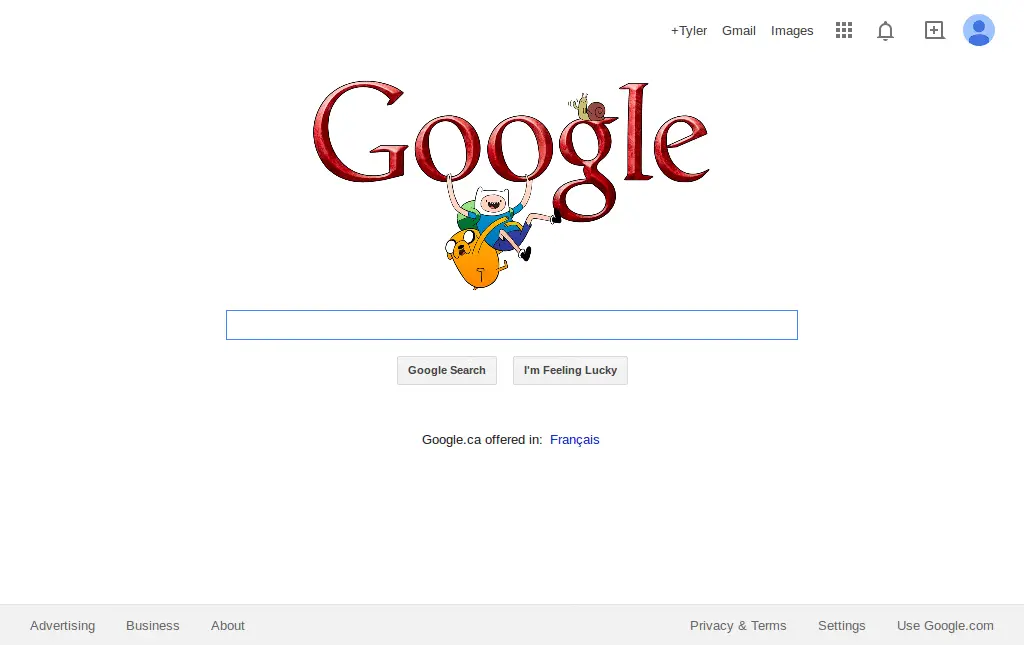 +Tyler Gmail Images
Google
Google Search I'm Feeling Lucky
Google.ca offered in: Français
Advertising Business About Privacy & Terms Settings Use Google.com